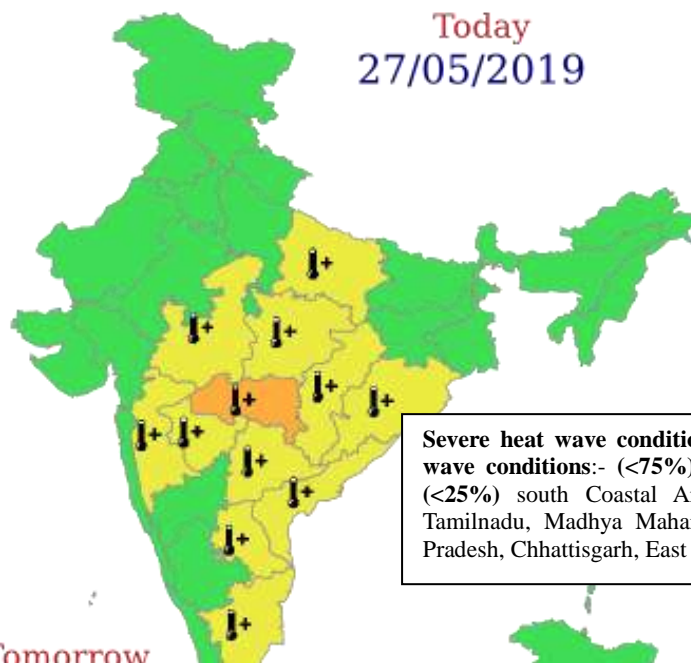 Today
27/05/2019
Severe heat wave conditio
wave conditions:- (<75%)
(<25%) south Coastal A
Tamilnadu, Madhya Maha
Pradesh, Chhattisgarh, East
Tomorrow